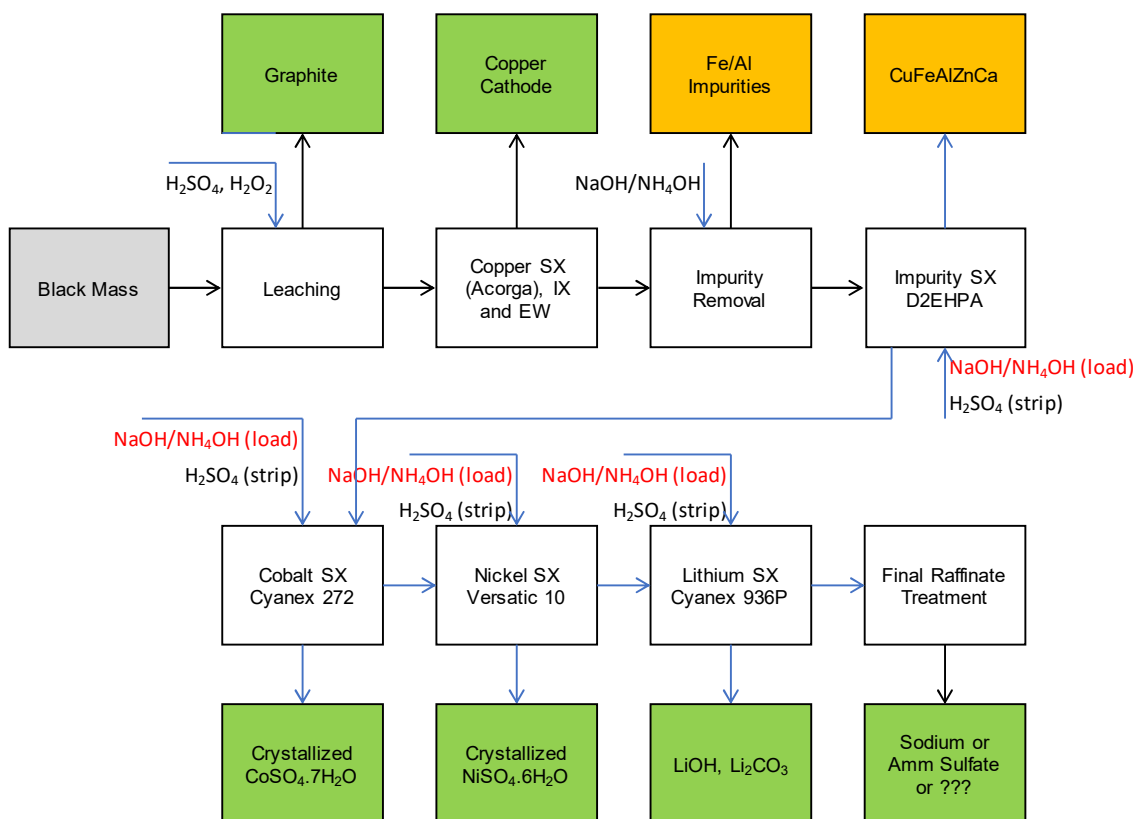 Graphite
Copper
Cathode
Fe/Al
Impurities
CuFeAlZnCa
H₂SO₄, H₂O₂
NaOH/NH₄OH
Black Mass
Leaching
Copper SX
(Acorga), IX
and EW
Impurity
Removal
Impurity SX
D2EHPA
NaOH/NH₄OH (load)
H₂SO₄ (strip)
NaOH/NH₄OH (load)
H₂SO₄ (strip)
NaOH/NH₄OH (load)
H₂SO₄ (strip)
NaOH/NH₄OH (load)
H₂SO₄ (strip)
Cobalt SX
Cyanex 272
Nickel SX
Versatic 10
Lithium SX
Cyanex 936P
Final Raffinate
Treatment
Crystallized
CoSO₄.7H₂O
Crystallized
NiSO₄.6H₂O
LiOH, Li₂CO₃
Sodium or
Amm Sulfate
or ???